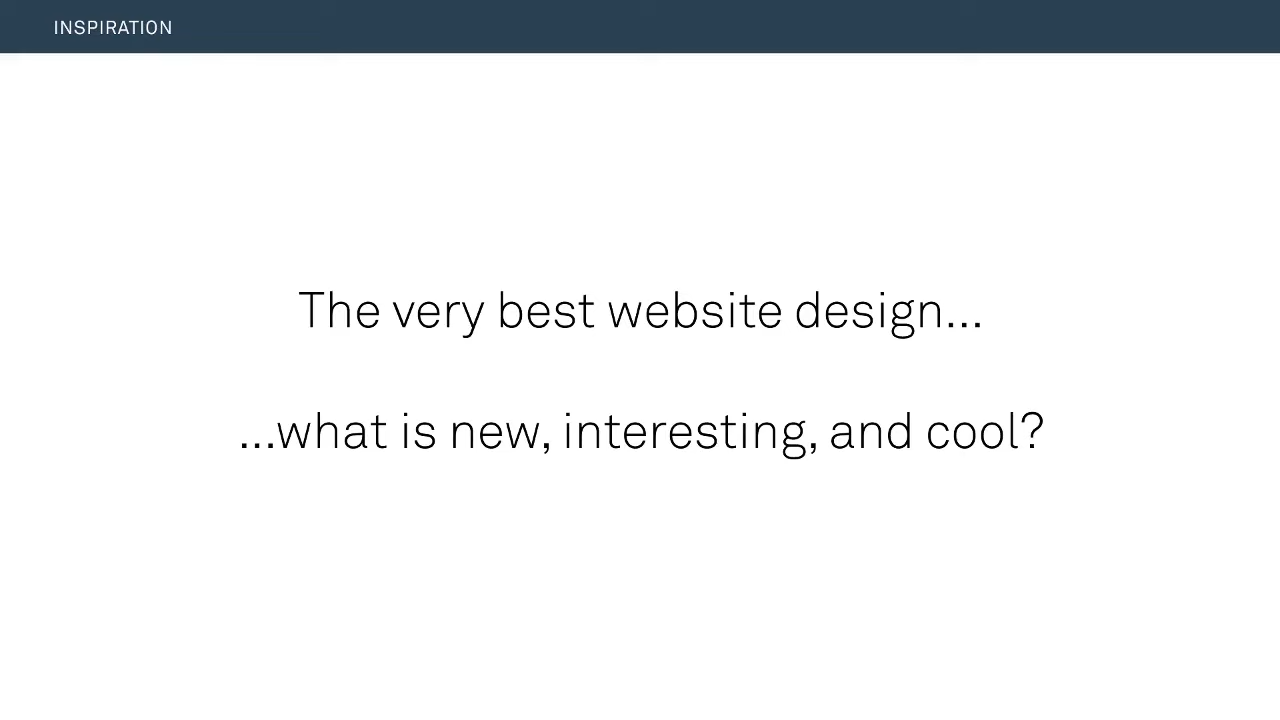 INSPIRATION
The very best website design...
...what is new, interesting, and cool?